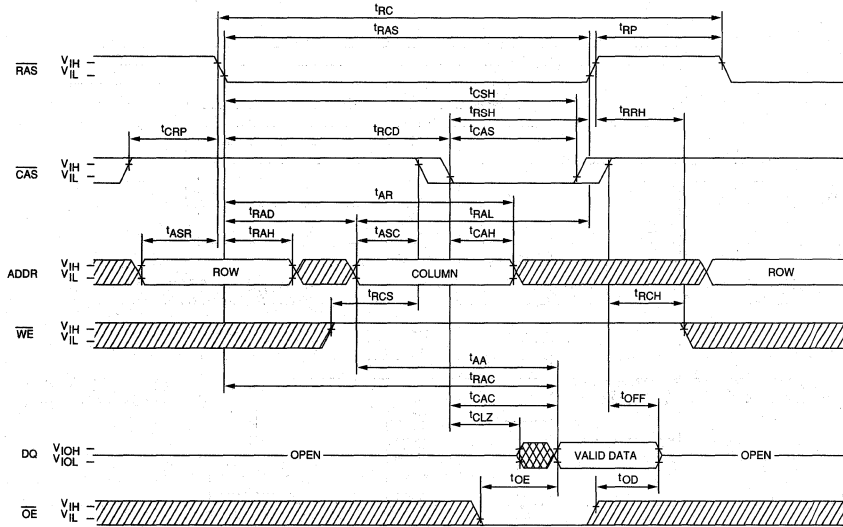 tRC
tRAS
tRP
RAS
VIH
VIL
tCSH
tRSH
tRRH
tCRP
tRCD
tCAS
CAS
VIH
VIL
tAR
tRAD
tRAL
tASR
tRAH
tASC
tCAH
ADDR
VIH
VIL
ROW
COLUMN
ROW
tRCS
tRCH
WE
VIH
VIL
tAA
tRAC
tCAC
tOFF
tCLZ
DQ
VIOH
VIOL
OPEN
VALID DATA
OPEN
tOE
tOD
OE
VIH
VIL